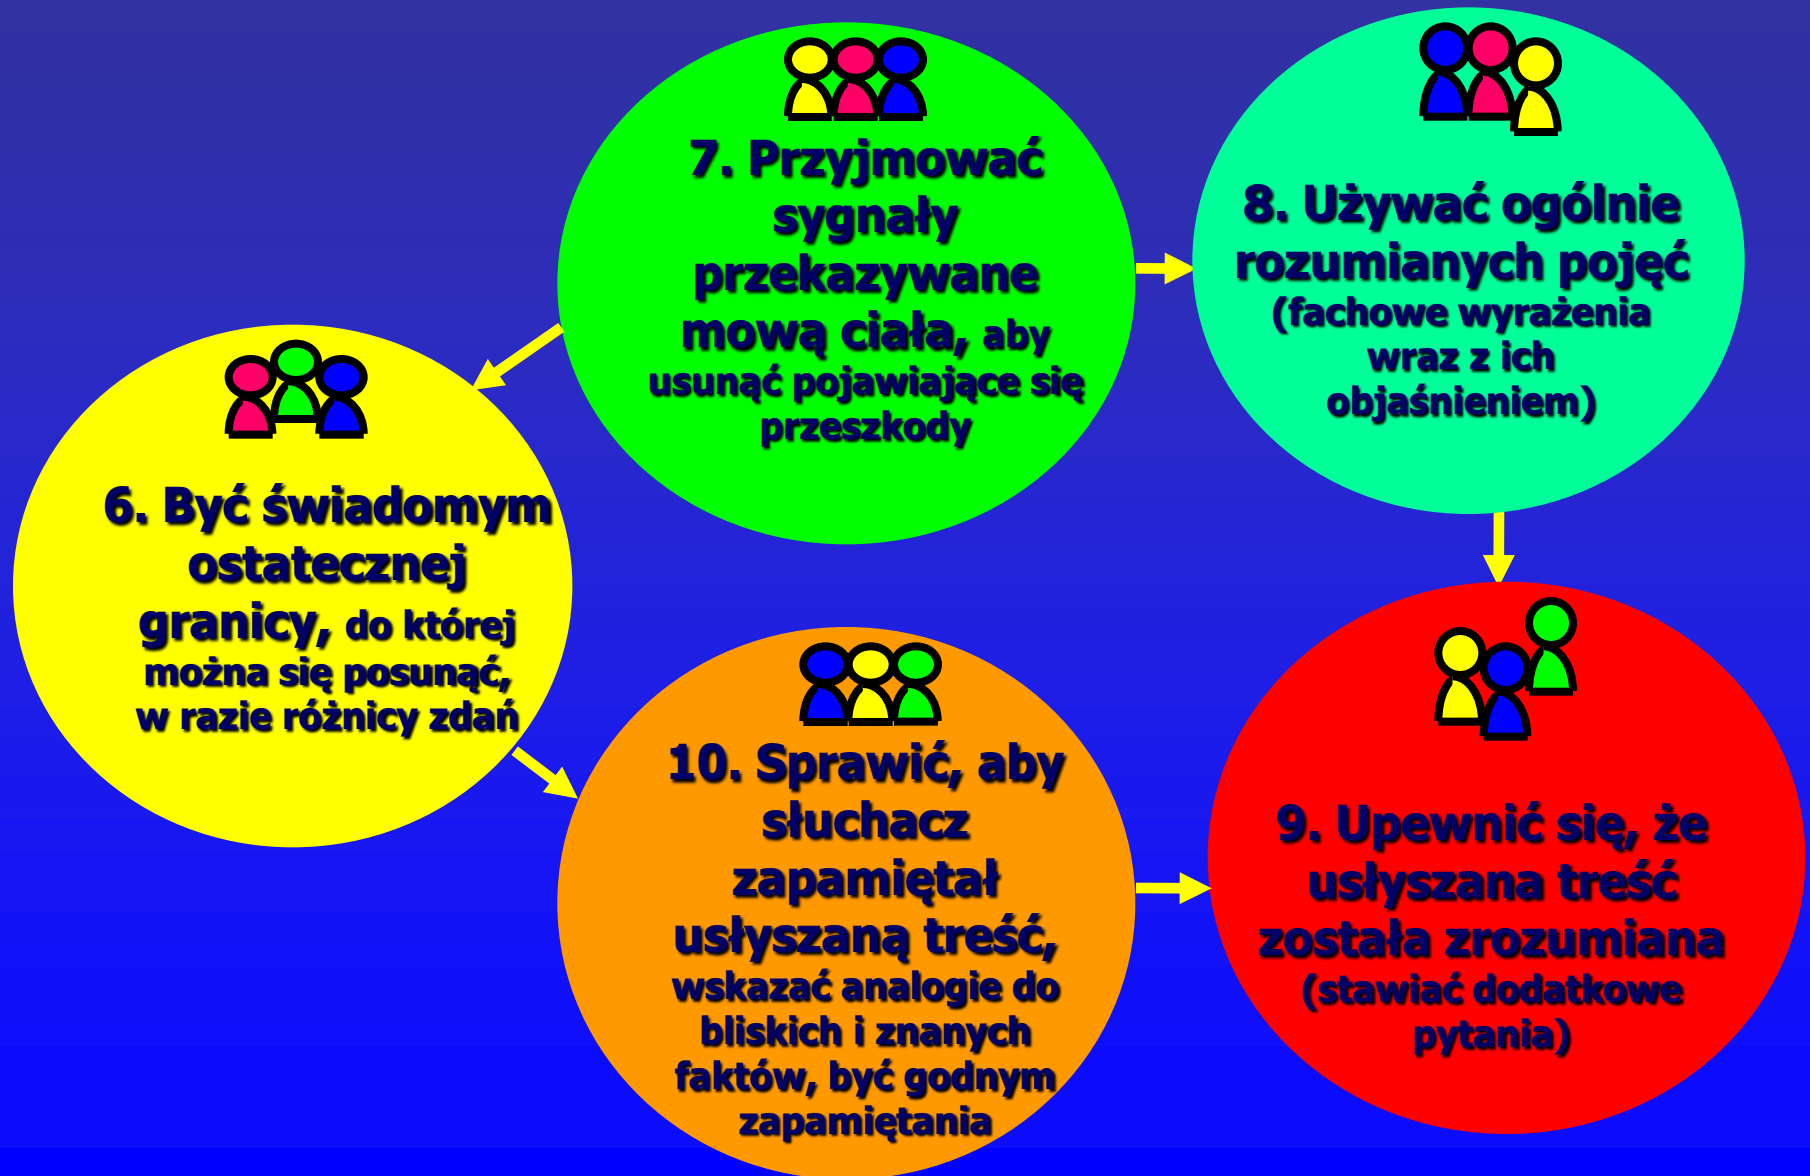 6. Być świadomym
ostatecznej
granicy, do której
można się posunąć,
w razie różnicy zdań
7. Przyjmować
sygnały
przekazywane
mową ciała, aby
usunąć pojawiające się
przeszkody
8. Używać ogólnie
rozumianych pojęć
(fachowe wyrażenia
wraz z ich
objaśnieniem)
9. Upewnić się, że
usłyszana treść
została zrozumiana
(stawiać dodatkowe
pytania)
10. Sprawić, aby
słuchacz
zapamiętał
usłyszaną treść,
wskazać analogie do
bliskich i znanych
faktów, być godnym
zapamiętania